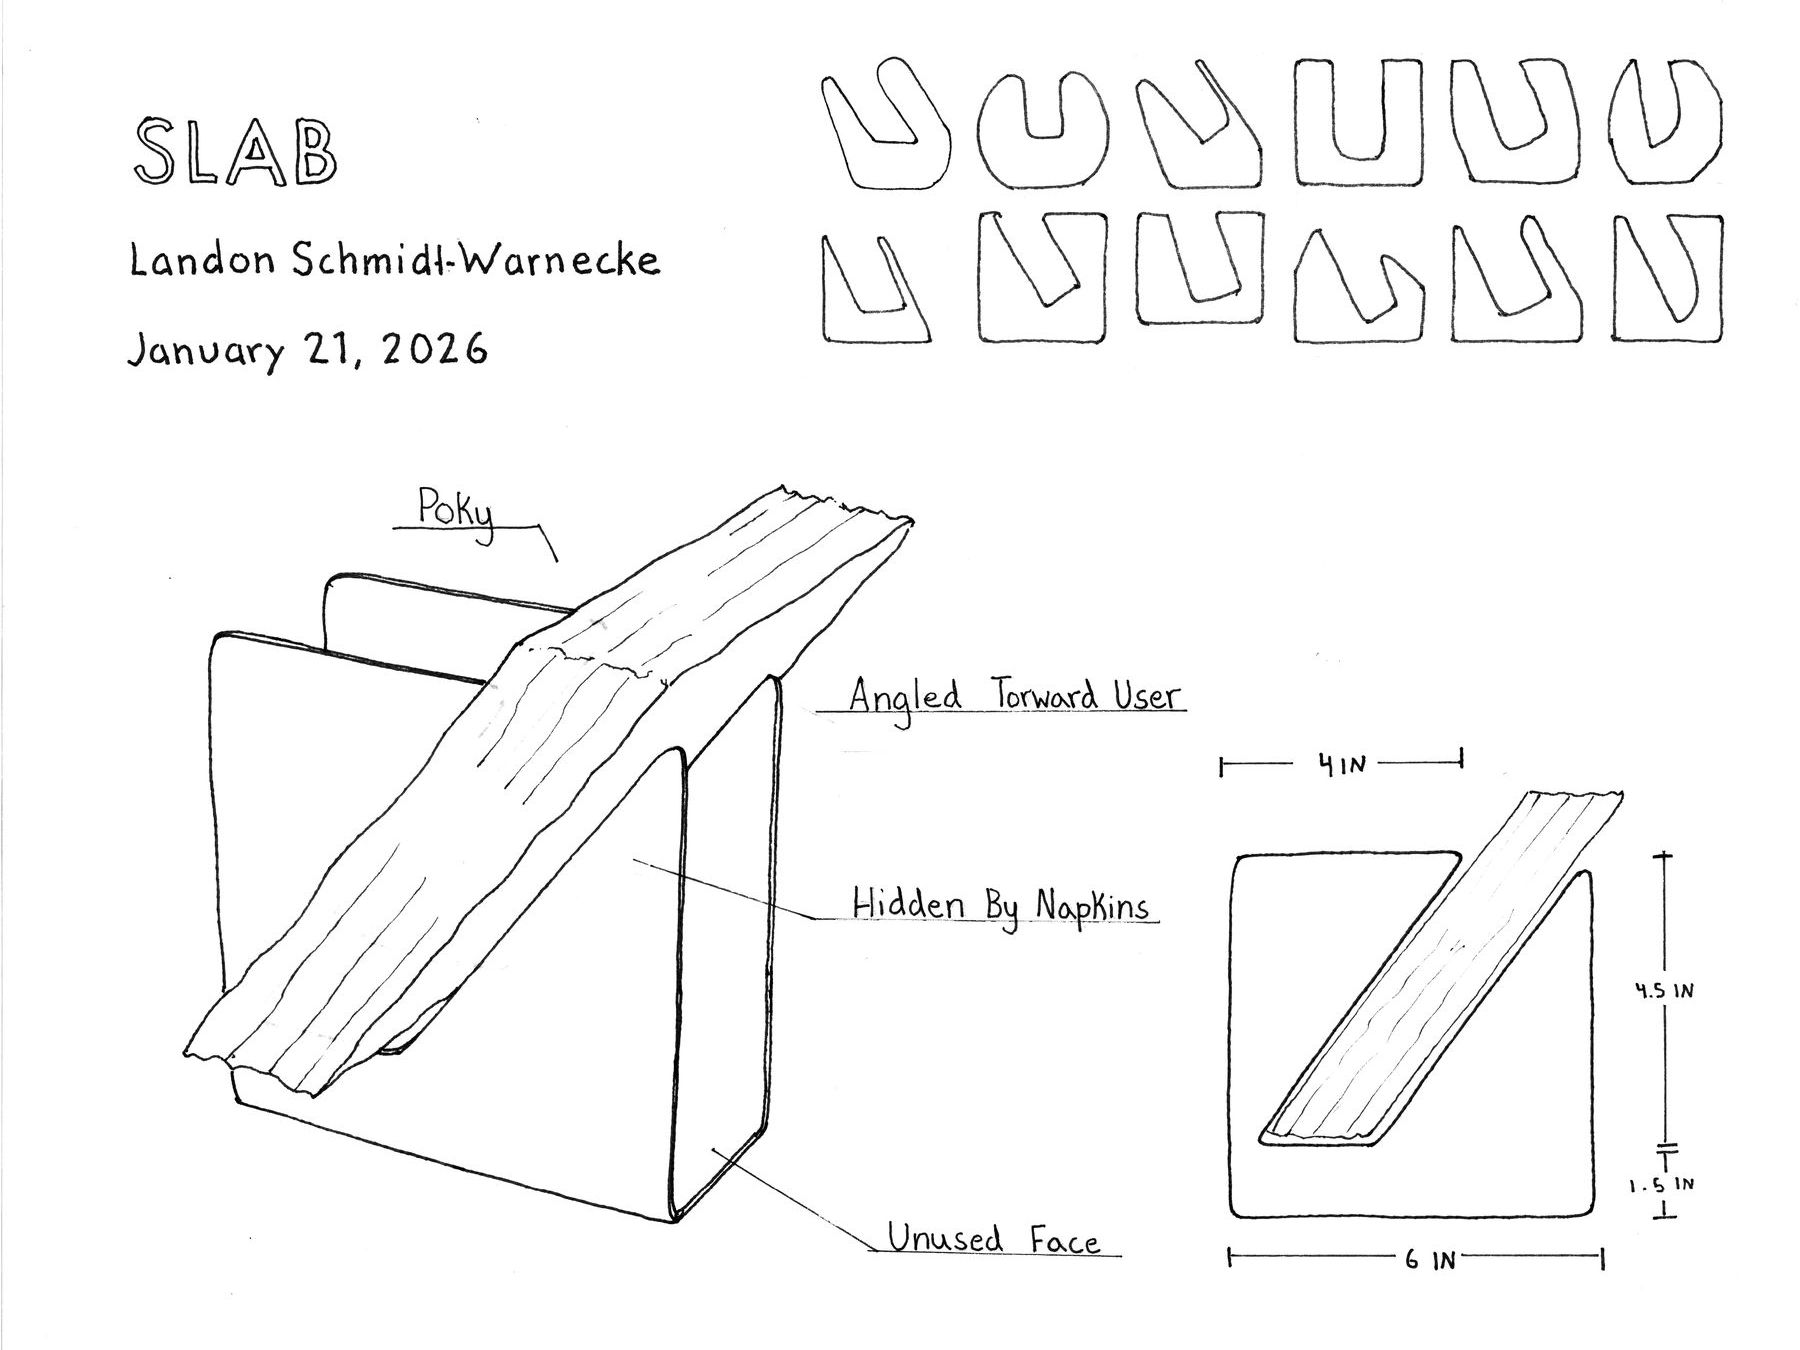 SLAB
Landon Schmidt-Warnecke
January 21, 2026
Poky
Angled Torward User
4 IN
Hidden By Napkins
4.5 IN
1.5 IN
Unused Face
6 IN